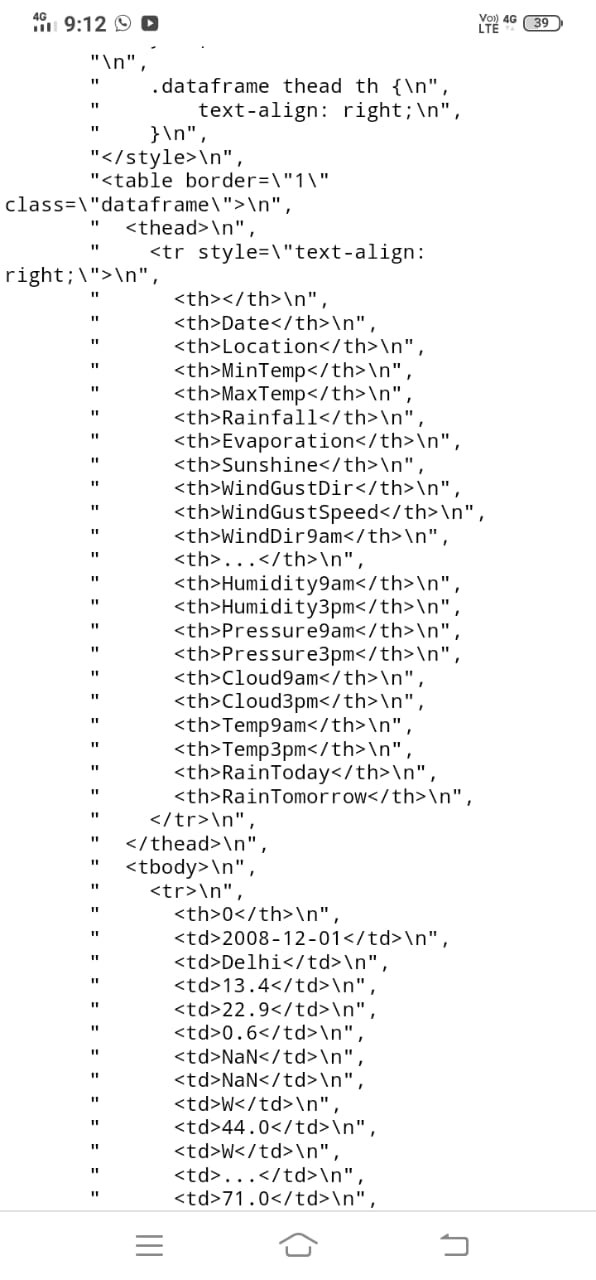 4G 9:12 Vo)) 4G LTE 39
"\n",
"    .dataframe thead th {\n",
"        text-align: right;\n",
"    }\n",
"</style>\n",
"<table border=\"1\"
class=\"dataframe\">\n",
"  <thead>\n",
"    <tr style=\"text-align:
right;\">\n",
"      <th></th>\n",
"      <th>Date</th>\n",
"      <th>Location</th>\n",
"      <th>MinTemp</th>\n",
"      <th>MaxTemp</th>\n",
"      <th>Rainfall</th>\n",
"      <th>Evaporation</th>\n",
"      <th>Sunshine</th>\n",
"      <th>WindGustDir</th>\n",
"      <th>WindGustSpeed</th>\n",
"      <th>WindDir9am</th>\n",
"      <th>...</th>\n",
"      <th>Humidity9am</th>\n",
"      <th>Humidity3pm</th>\n",
"      <th>Pressure9am</th>\n",
"      <th>Pressure3pm</th>\n",
"      <th>Cloud9am</th>\n",
"      <th>Cloud3pm</th>\n",
"      <th>Temp9am</th>\n",
"      <th>Temp3pm</th>\n",
"      <th>RainToday</th>\n",
"      <th>RainTomorrow</th>\n",
"    </tr>\n",
"  </thead>\n",
"  <tbody>\n",
"    <tr>\n",
"      <th>0</th>\n",
"      <td>2008-12-01</td>\n",
"      <td>Delhi</td>\n",
"      <td>13.4</td>\n",
"      <td>22.9</td>\n",
"      <td>0.6</td>\n",
"      <td>NaN</td>\n",
"      <td>NaN</td>\n",
"      <td>W</td>\n",
"      <td>44.0</td>\n",
"      <td>W</td>\n",
"      <td>...</td>\n",
"      <td>71.0</td>\n",